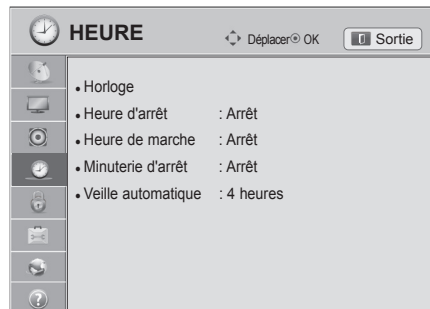 HEURE
Déplacer OK
Sortie
• Horloge
• Heure d'arrêt : Arrêt
• Heure de marche : Arrêt
• Minuterie d'arrêt : Arrêt
• Veille automatique : 4 heures